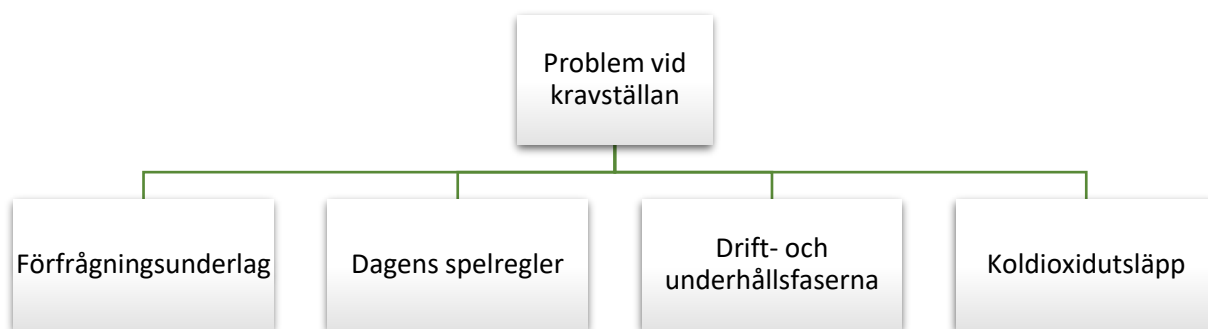 Problem vid
kravställan
Förfrågningsunderlag
Dagens spelregler
Drift- och
underhållsfaserna
Koldioxidutsläpp